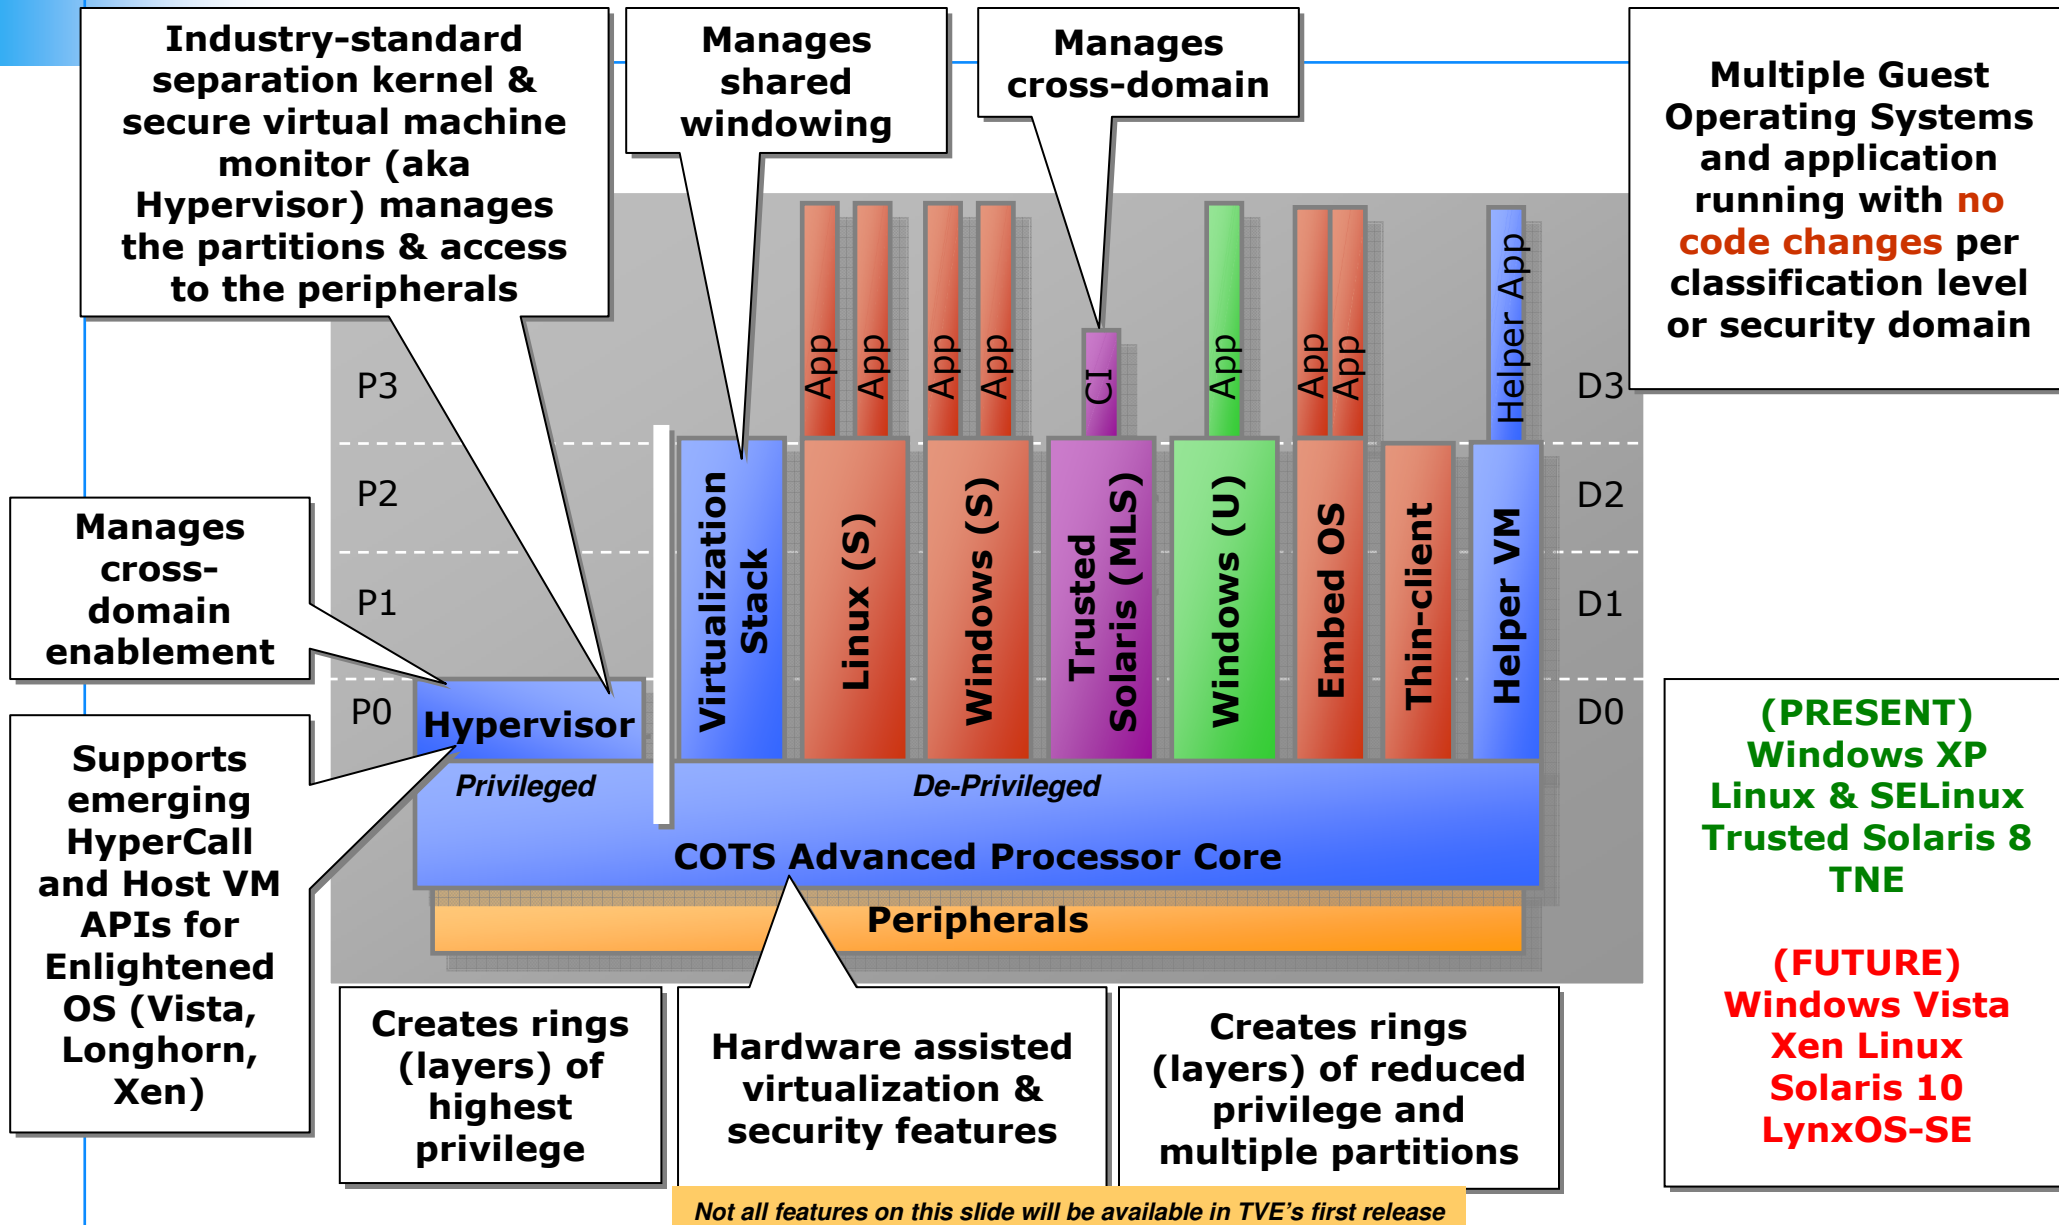 Industry-standard
separation kernel &
secure virtual machine
monitor (aka
Hypervisor) manages
the partitions & access
to the peripherals
Manages
shared
windowing
Manages
cross-domain
Multiple Guest
Operating Systems
and application
running with no
code changes per
classification level
or security domain
P3
P2
P1
P0
App
App
App
App
CI
App
App
App
Helper App
D3
D2
D1
D0
Manages
cross-
domain
enablement
Hypervisor
Virtualization
Stack
Linux (S)
Windows (S)
Trusted
Solaris (MLS)
Windows (U)
Embed OS
Thin-client
Helper VM
Privileged
De-Privileged
COTS Advanced Processor Core
Peripherals
Supports
emerging
HyperCall
and Host VM
APIs for
Enlightened
OS (Vista,
Longhorn,
Xen)
Creates rings
(layers) of
highest
privilege
Hardware assisted
virtualization &
security features
Creates rings
(layers) of reduced
privilege and
multiple partitions
(PRESENT)
Windows XP
Linux & SELinux
Trusted Solaris 8
TNE
(FUTURE)
Windows Vista
Xen Linux
Solaris 10
LynxOS-SE
Not all features on this slide will be available in TVE's first release